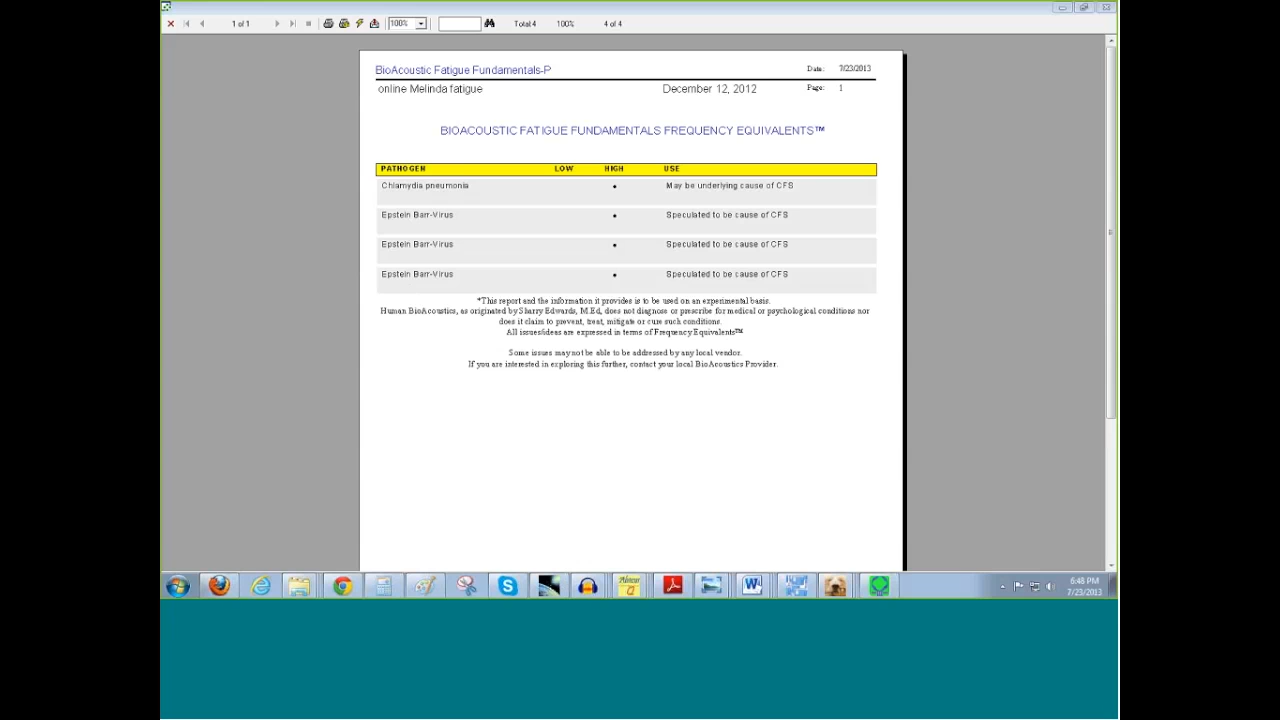 1 of 1
100%
Total:4
100%
4 of 4
BioAcoustic Fatigue Fundamentals-P
Date: 7/23/2013
online Melinda fatigue
December 12, 2012
Page: 1
BIOACOUSTIC FATIGUE FUNDAMENTALS FREQUENCY EQUIVALENTS™
PATHOGEN LOW HIGH USE
Chlamydia pneumonia • May be underlying cause of CFS
Epstein Barr-Virus • Speculated to be cause of CFS
Epstein Barr-Virus • Speculated to be cause of CFS
Epstein Barr-Virus • Speculated to be cause of CFS
*This report and the information it provides is to be used on an experimental basis.
Human BioAcoustics, as originated by Sharry Edwards, M.Ed, does not diagnose or prescribe for medical or psychological conditions nor
does it claim to prevent, treat, mitigate or cure such conditions.
All issues/ideas are expressed in terms of Frequency Equivalents™
Some issues may not be able to be addressed by any local vendor.
If you are interested in exploring this further, contact your local BioAcoustics Provider.
6:48 PM
7/23/2013